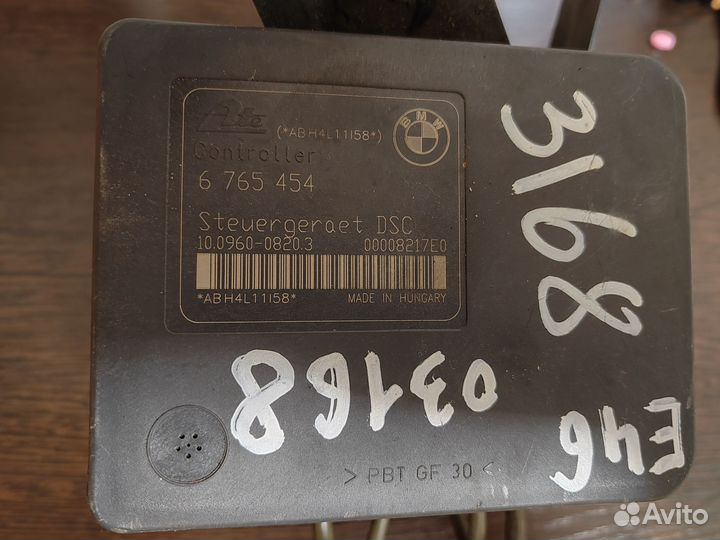 Ate
(*ABH4L11I58*)
BMW
Controller
6 765 454
Steuergeraet DSC
10.0960-0820.3 00008217E0
*ABH4L11I58*
MADE IN HUNGARY
3168
03168
E46
> PBT GF 30 <
Avito